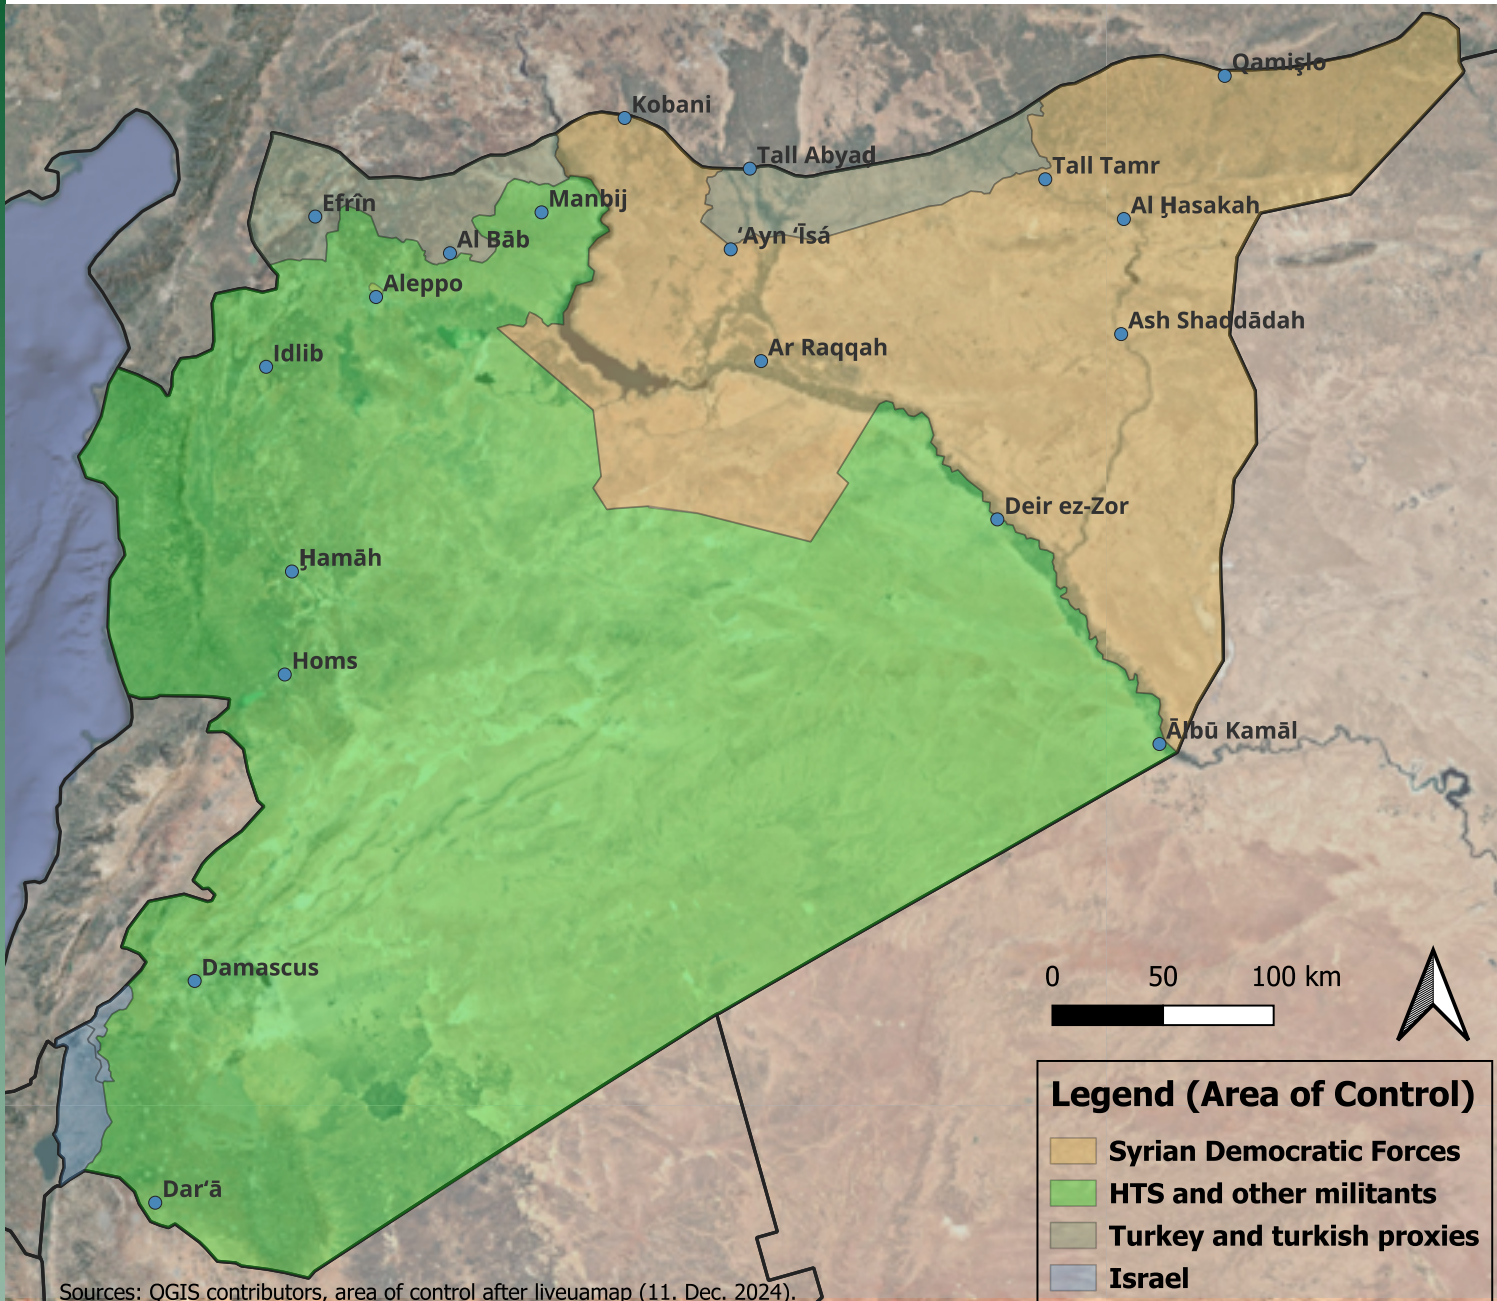 Qamişlo
Kobani
Tall Abyad
Tall Tamr
Efrîn
Manbij
Al Ḩasakah
Al Bāb
‘Ayn ‘Īsá
Aleppo
Ash Shaddādah
Idlib
Ar Raqqah
Deir ez-Zor
Ḩamāh
Homs
Ālbū Kamāl
Damascus
0 50 100 km
Legend (Area of Control)
Syrian Democratic Forces
HTS and other militants
Dar‘ā
Turkey and turkish proxies
Israel
Sources: QGIS contributors, area of control after liveuamap (11. Dec. 2024).